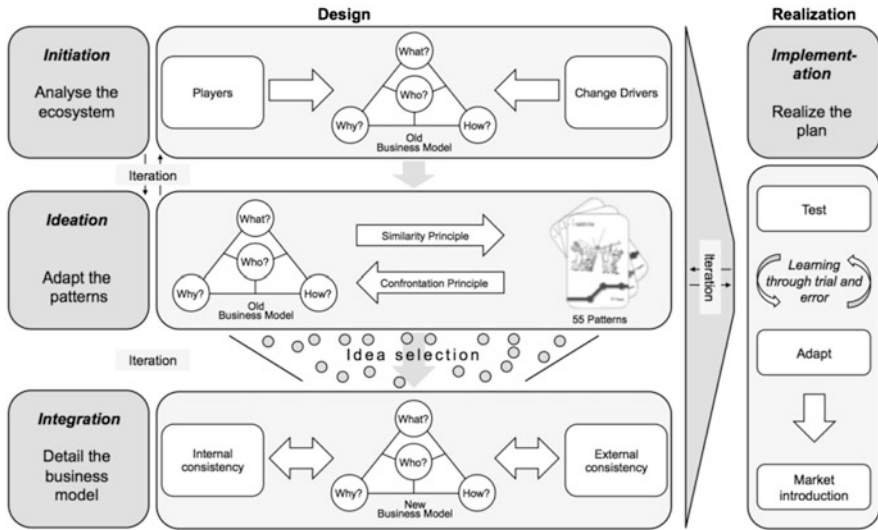 Design
Realization
Initiation
Analyse the
ecosystem
Players
What?
Who?
Why?
How?
Old
Business Model
Change Drivers
Implement-
ation
Realize the
plan
Iteration
Ideation
Adapt the
patterns
What?
Who?
Why?
How?
Old
Business Model
Similarity Principle
Confrontation Principle
55 Patterns
Iteration
Test
Learning
through trial and
error
Adapt
Market
introduction
Idea selection
Iteration
Integration
Detail the
business
model
Internal
consistency
What?
Who?
Why?
How?
New
Business Model
External
consistency